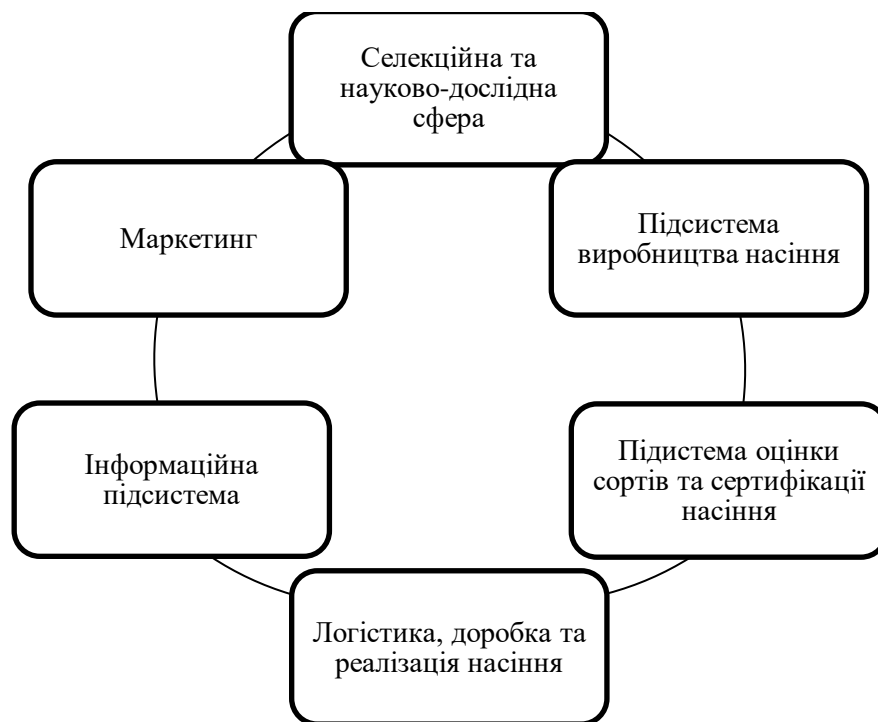 Селекційна та
науково-дослідна
сфера
Маркетинг
Підсистема
виробництва насіння
Інформаційна
підсистема
Підистема оцінки
сортів та сертифікації
насіння
Логістика, доробка та
реалізація насіння